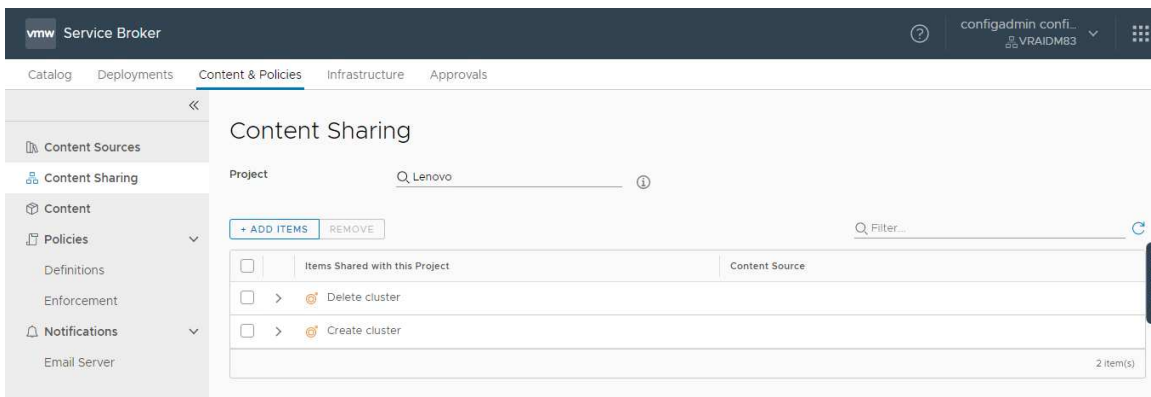 vmw Service Broker
configadmin confi...
VRAIDM83
Catalog Deployments Content & Policies Infrastructure Approvals
Content Sources
Content Sharing
Content
Policies
Definitions
Enforcement
Notifications
Email Server
Content Sharing
Project Lenovo
+ ADD ITEMS REMOVE Filter...
Items Shared with this Project Content Source
Delete cluster
Create cluster
2 item(s)